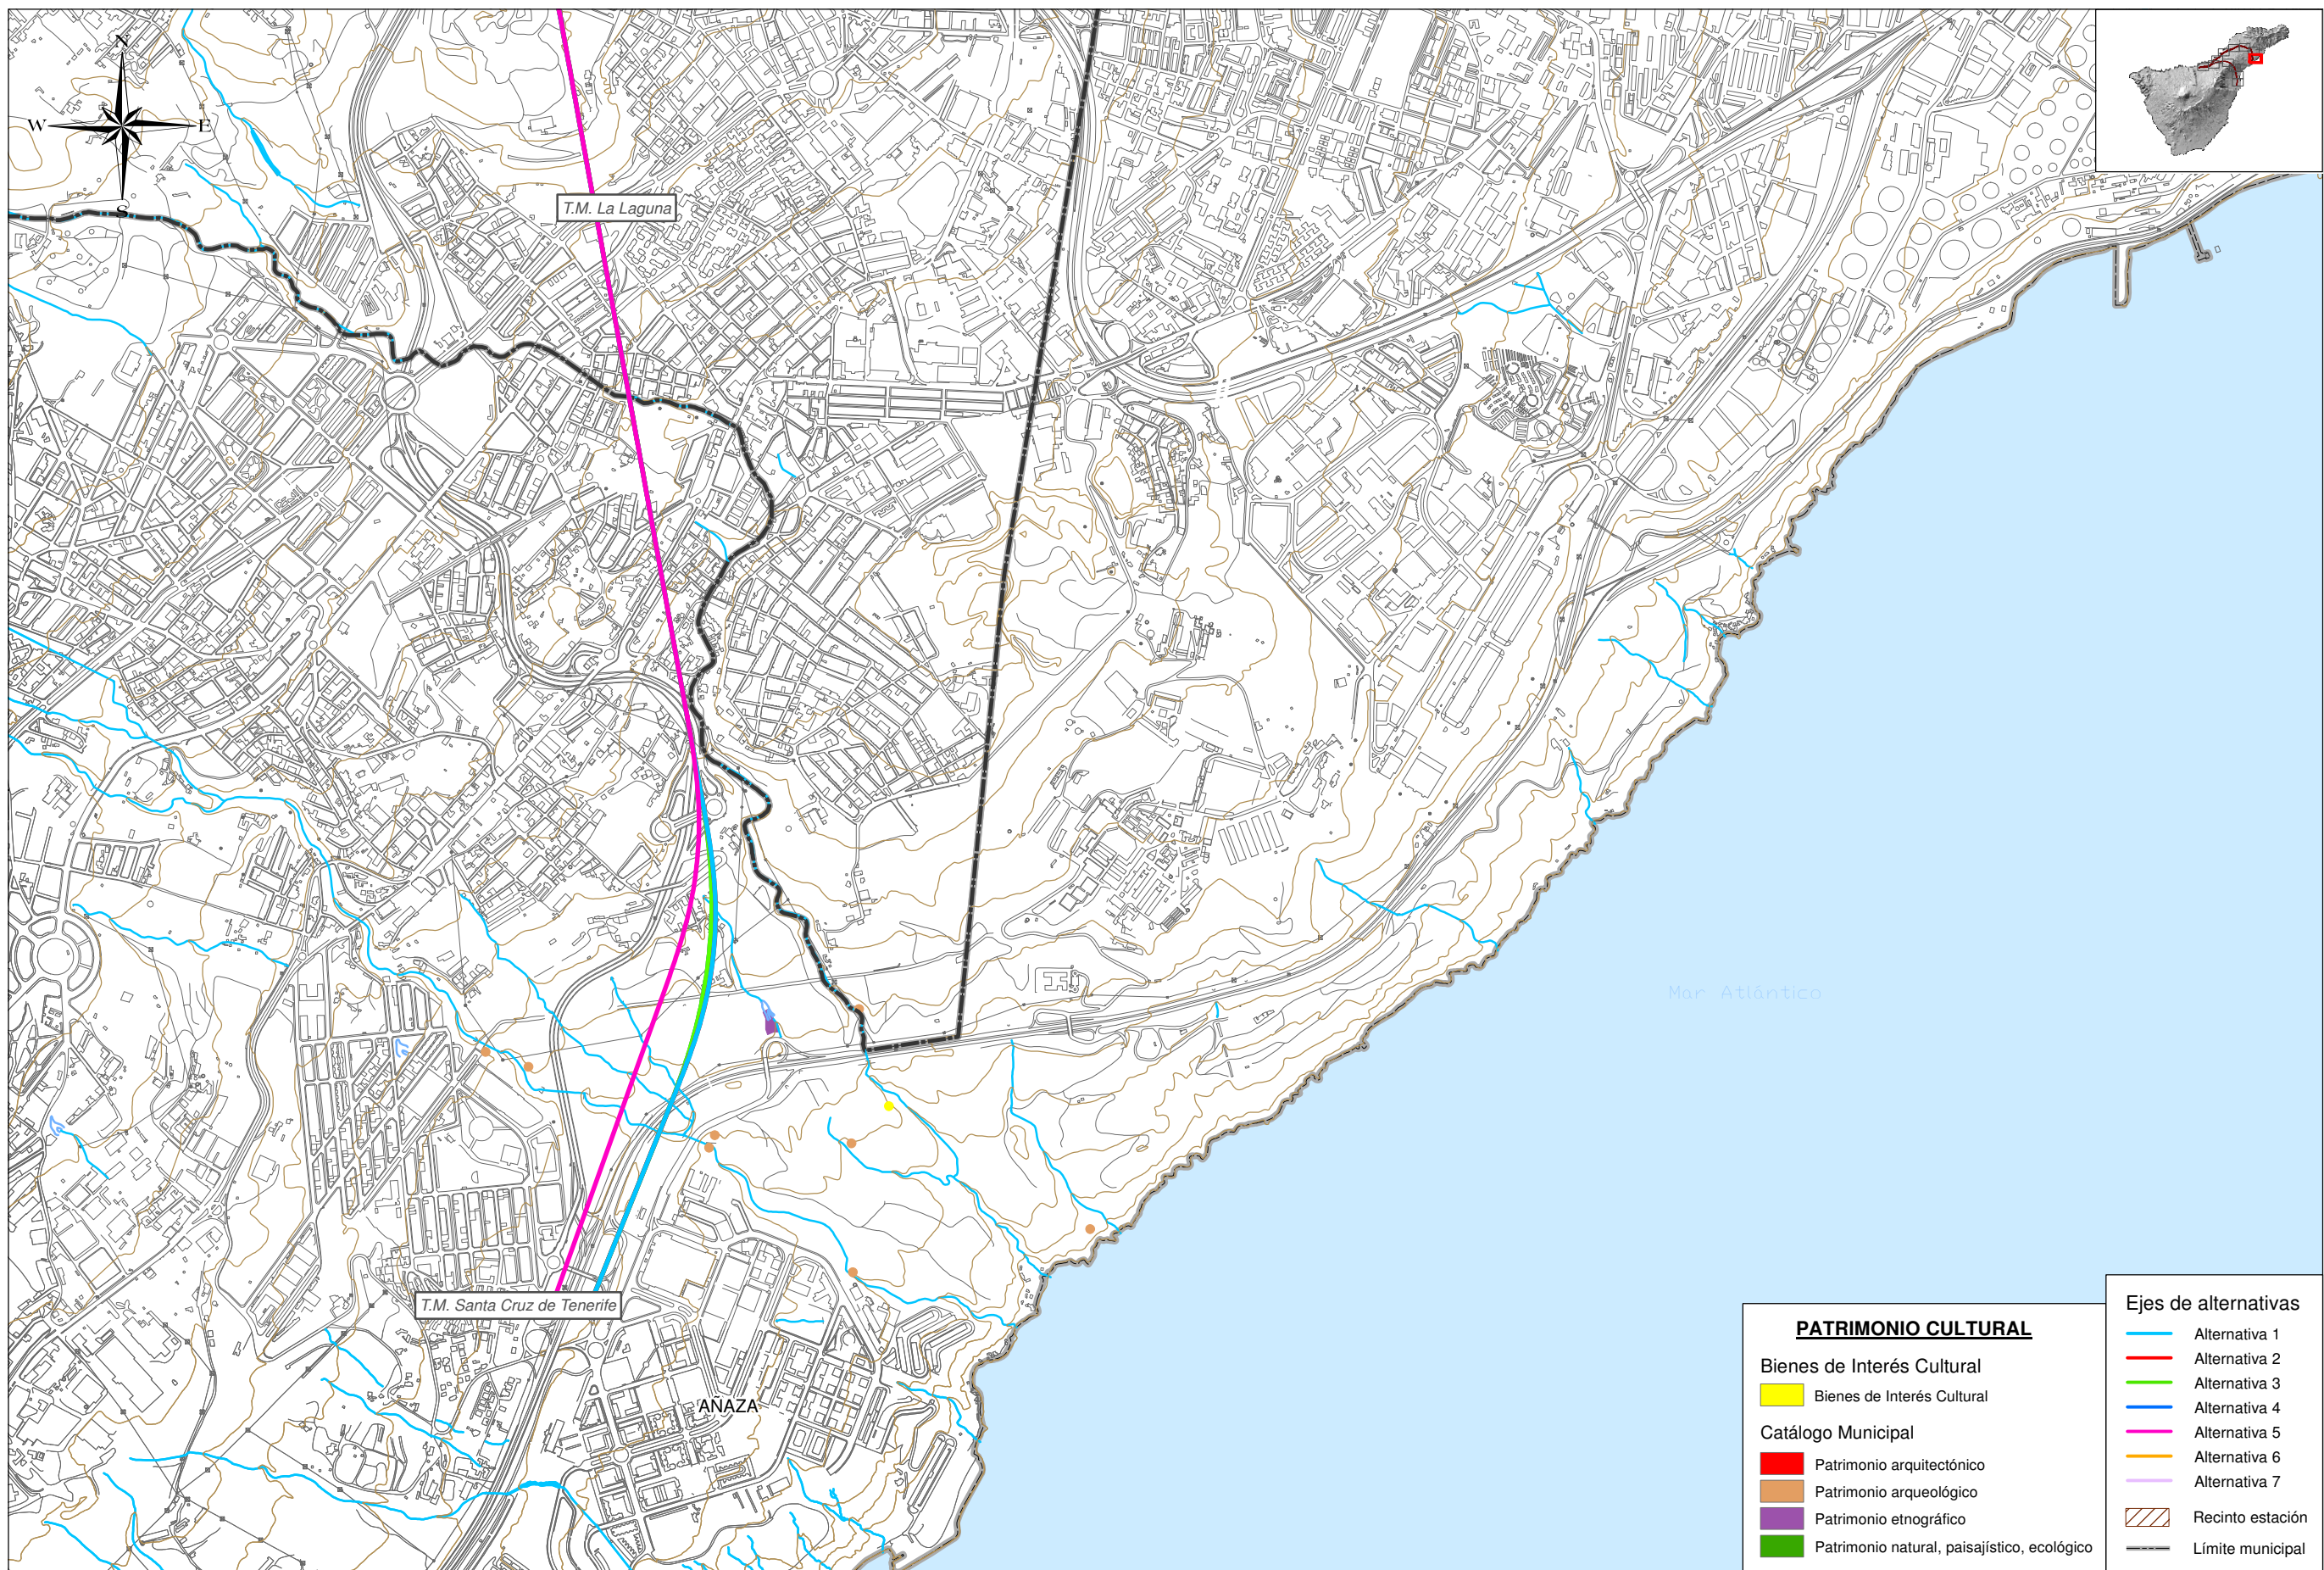 N
W
E
S
T.M. La Laguna
Mar Atlántico
T.M. Santa Cruz de Tenerife
AÑAZA
PATRIMONIO CULTURAL
Bienes de Interés Cultural
Bienes de Interés Cultural
Catálogo Municipal
Patrimonio arquitectónico
Patrimonio arqueológico
Patrimonio etnográfico
Patrimonio natural, paisajístico, ecológico
Ejes de alternativas
Alternativa 1
Alternativa 2
Alternativa 3
Alternativa 4
Alternativa 5
Alternativa 6
Alternativa 7
Recinto estación
Límite municipal